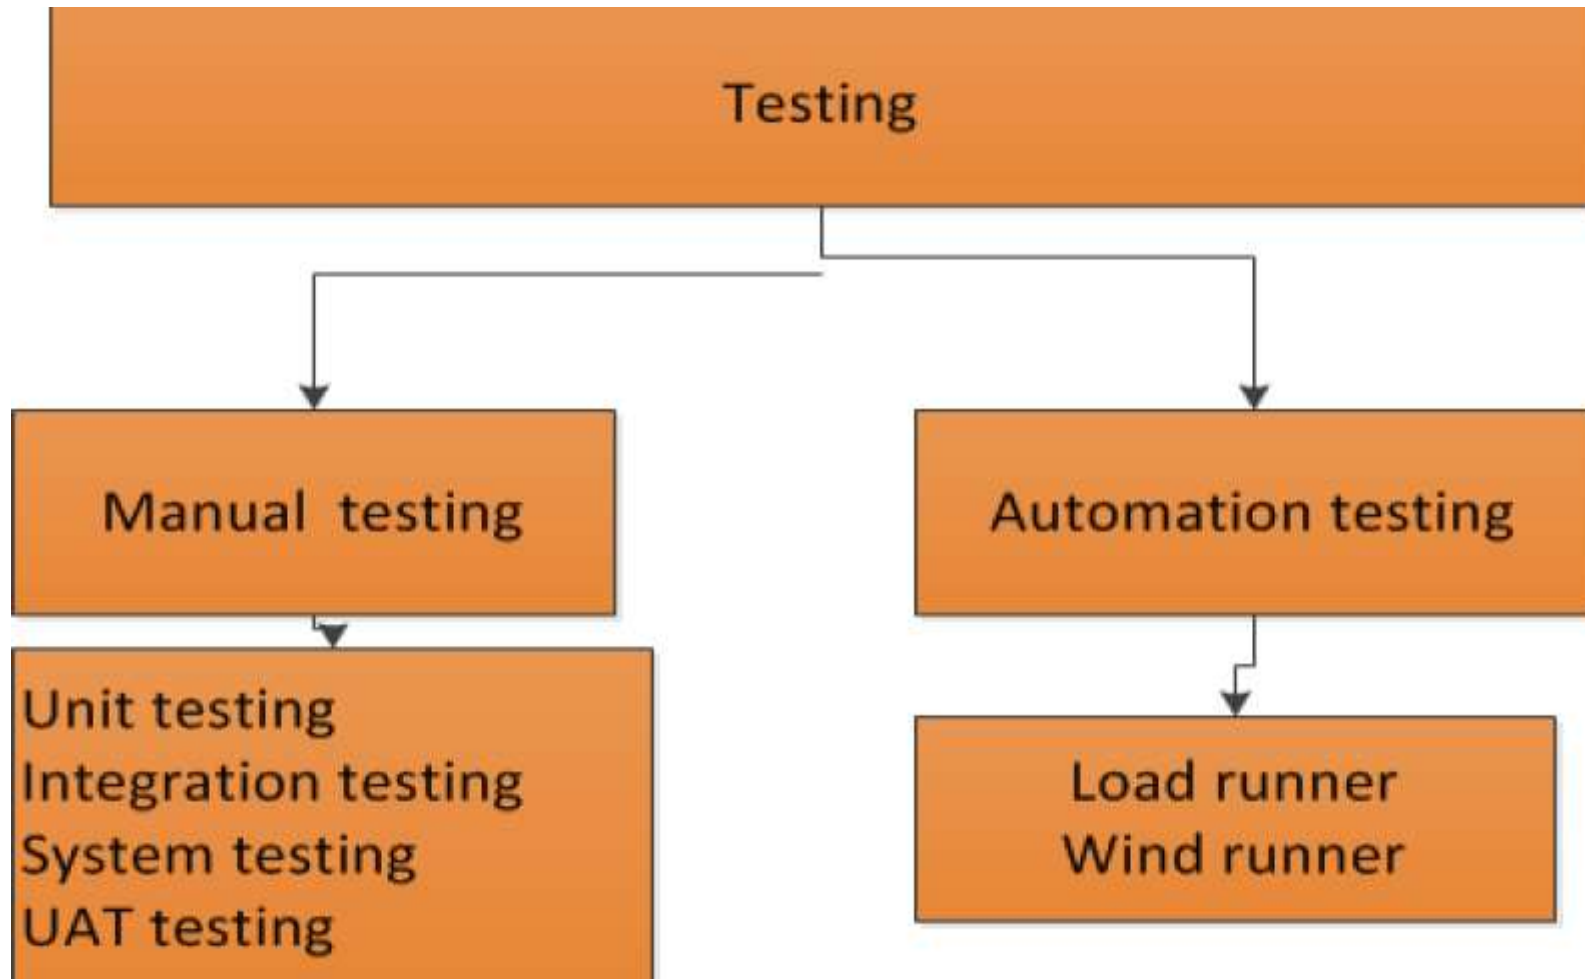 Testing
Manual testing
Automation testing
Unit testing
Integration testing
System testing
UAT testing
Load runner
Wind runner